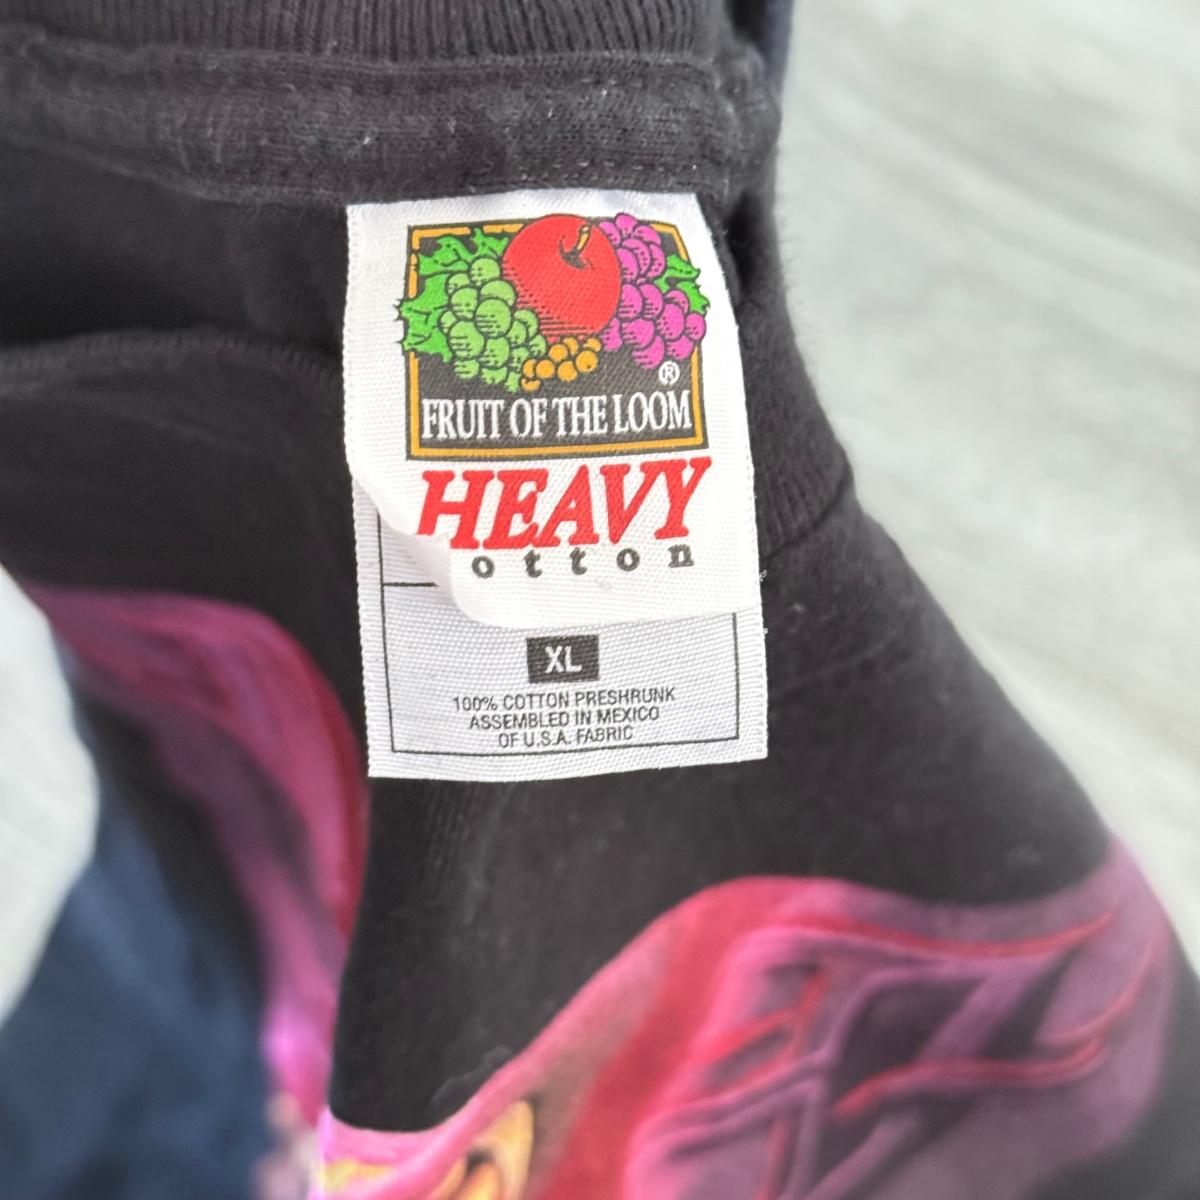 ®
FRUIT OF THE LOOM
HEAVY
otton
XL
100% COTTON PRESHRUNK
ASSEMBLED IN MEXICO
OF U.S.A. FABRIC